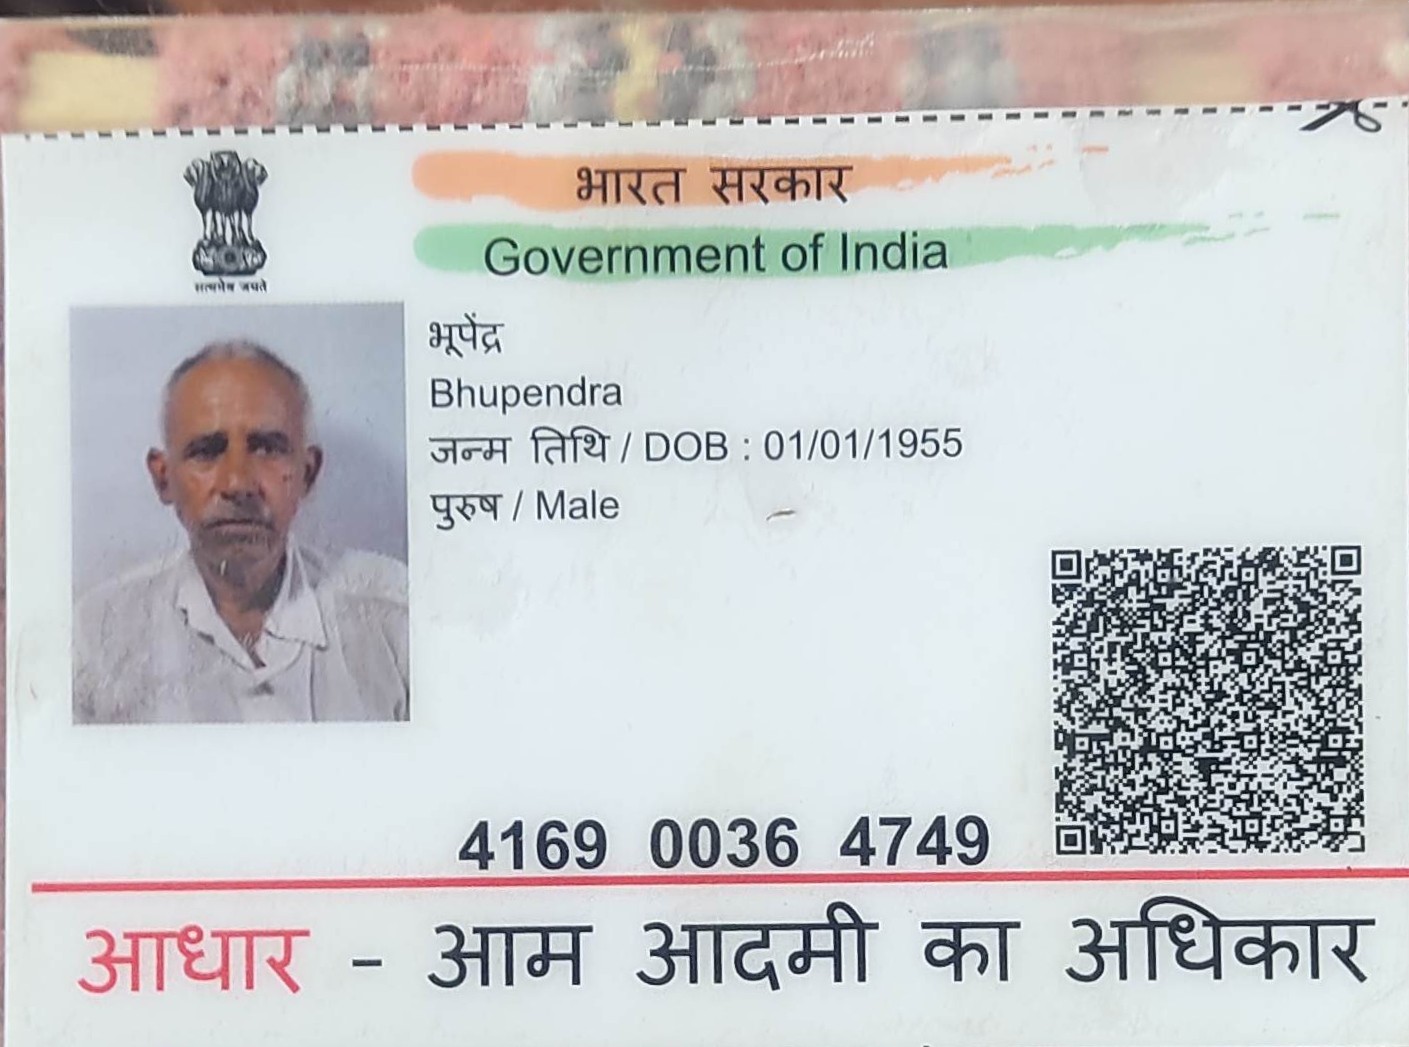 भारत सरकार
Government of India
सत्यमेव जयते
भूपेंद्र
Bhupendra
जन्म तिथि / DOB : 01/01/1955
पुरुष / Male
4169 0036 4749
आधार - आम आदमी का अधिकार